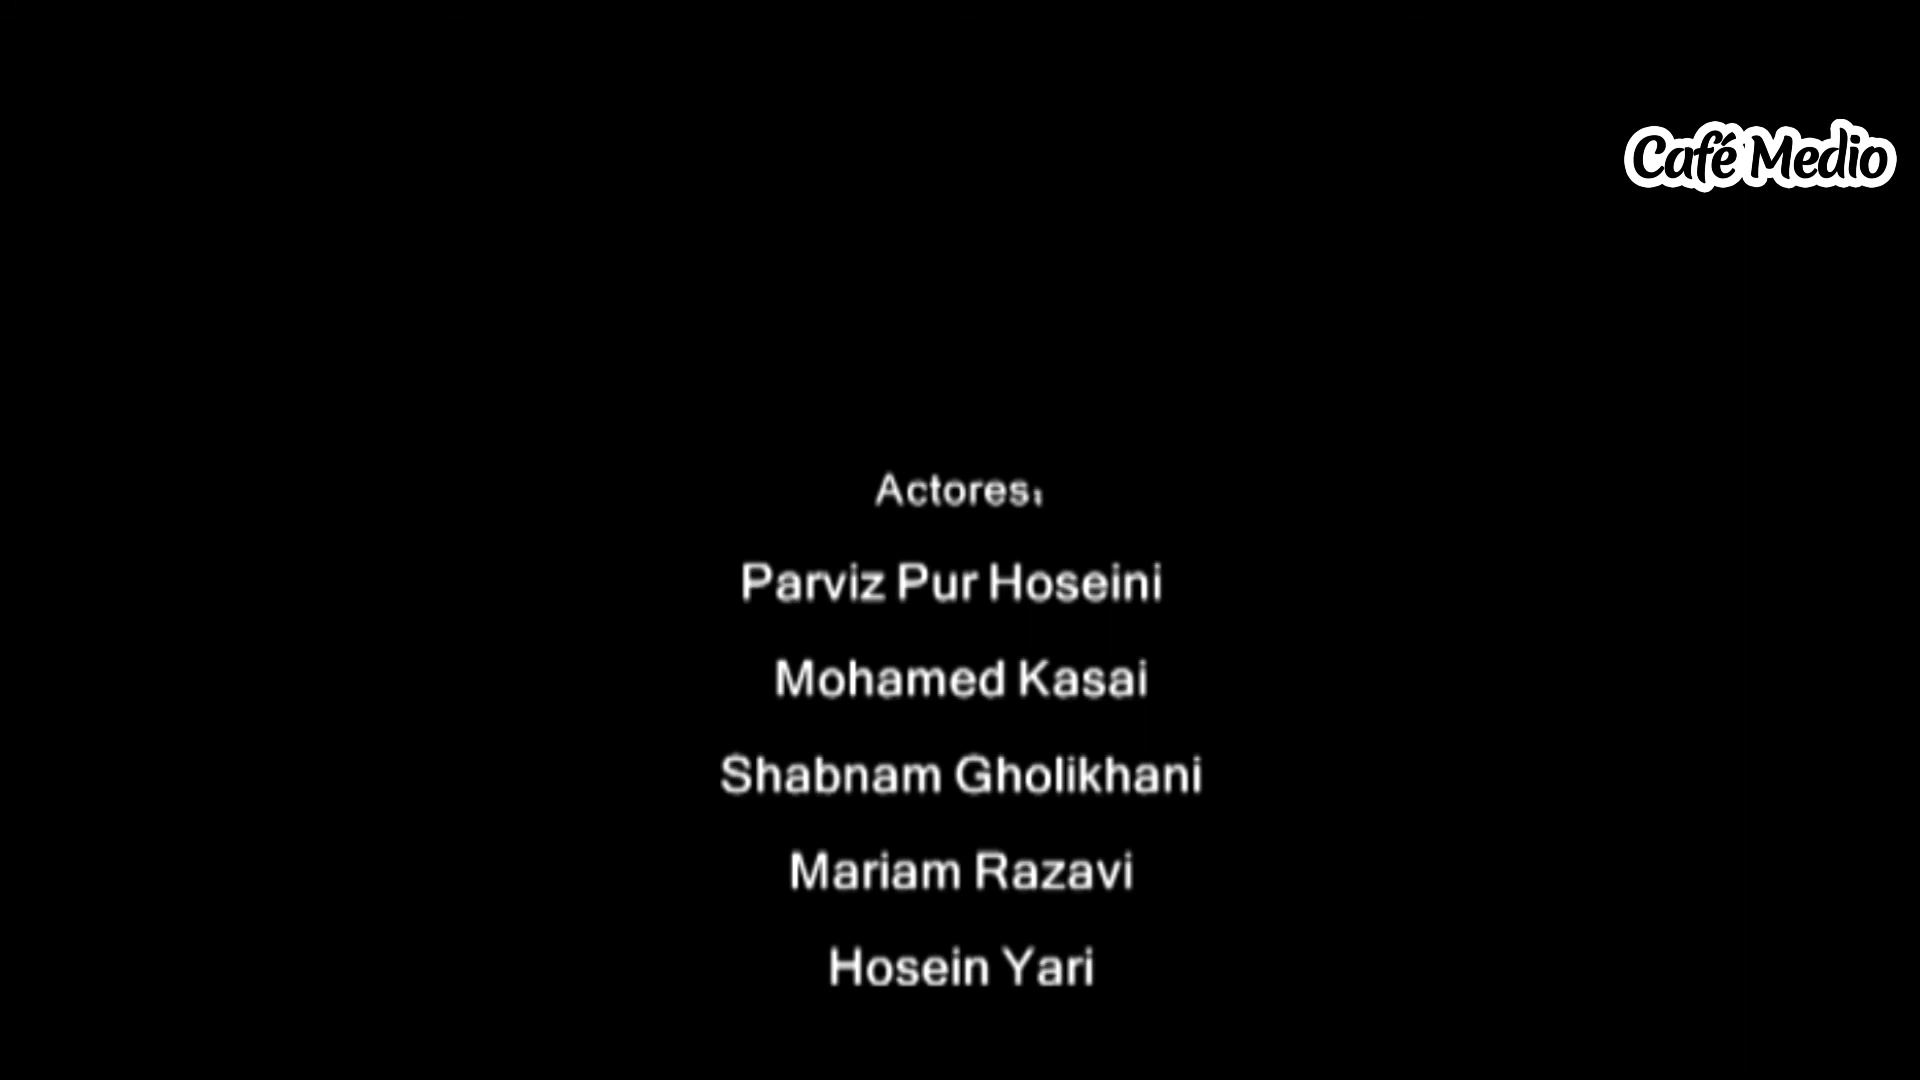 Café Medio
Actores:
Parviz Pur Hoseini
Mohamed Kasai
Shabnam Gholikhani
Mariam Razavi
Hosein Yari